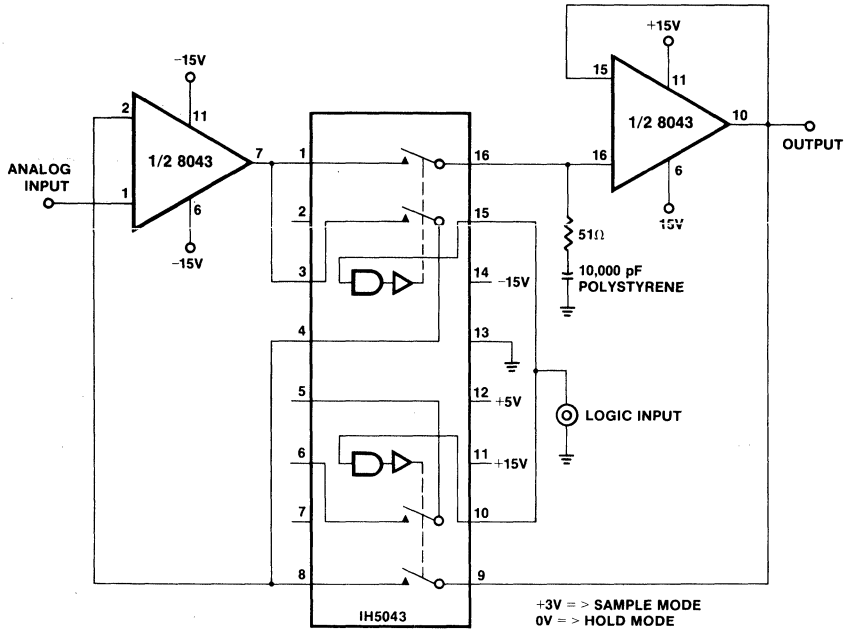 −15V
11
2
1/2 8043
7
ANALOG
INPUT
1
6
−15V
+15V
15
11
10
1/2 8043
OUTPUT
16
6
15V
1
16
2
15
3
14
−15V
4
13
5
12
+5V
6
11
+15V
7
10
8
9
IH5043
51Ω
10,000 pF
POLYSTYRENE
LOGIC INPUT
+3V = > SAMPLE MODE
0V = > HOLD MODE